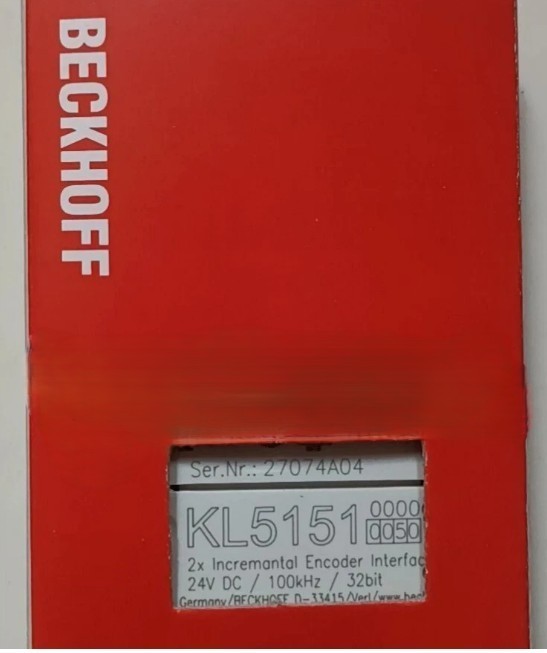 BECKHOFF
Ser.Nr.: 27074A04
KL5151 0000
0050
2x Incremantal Encoder Interfac
24V DC / 100kHz / 32bit
Germany/BECKHOFF D-33415/Verl/www.bec